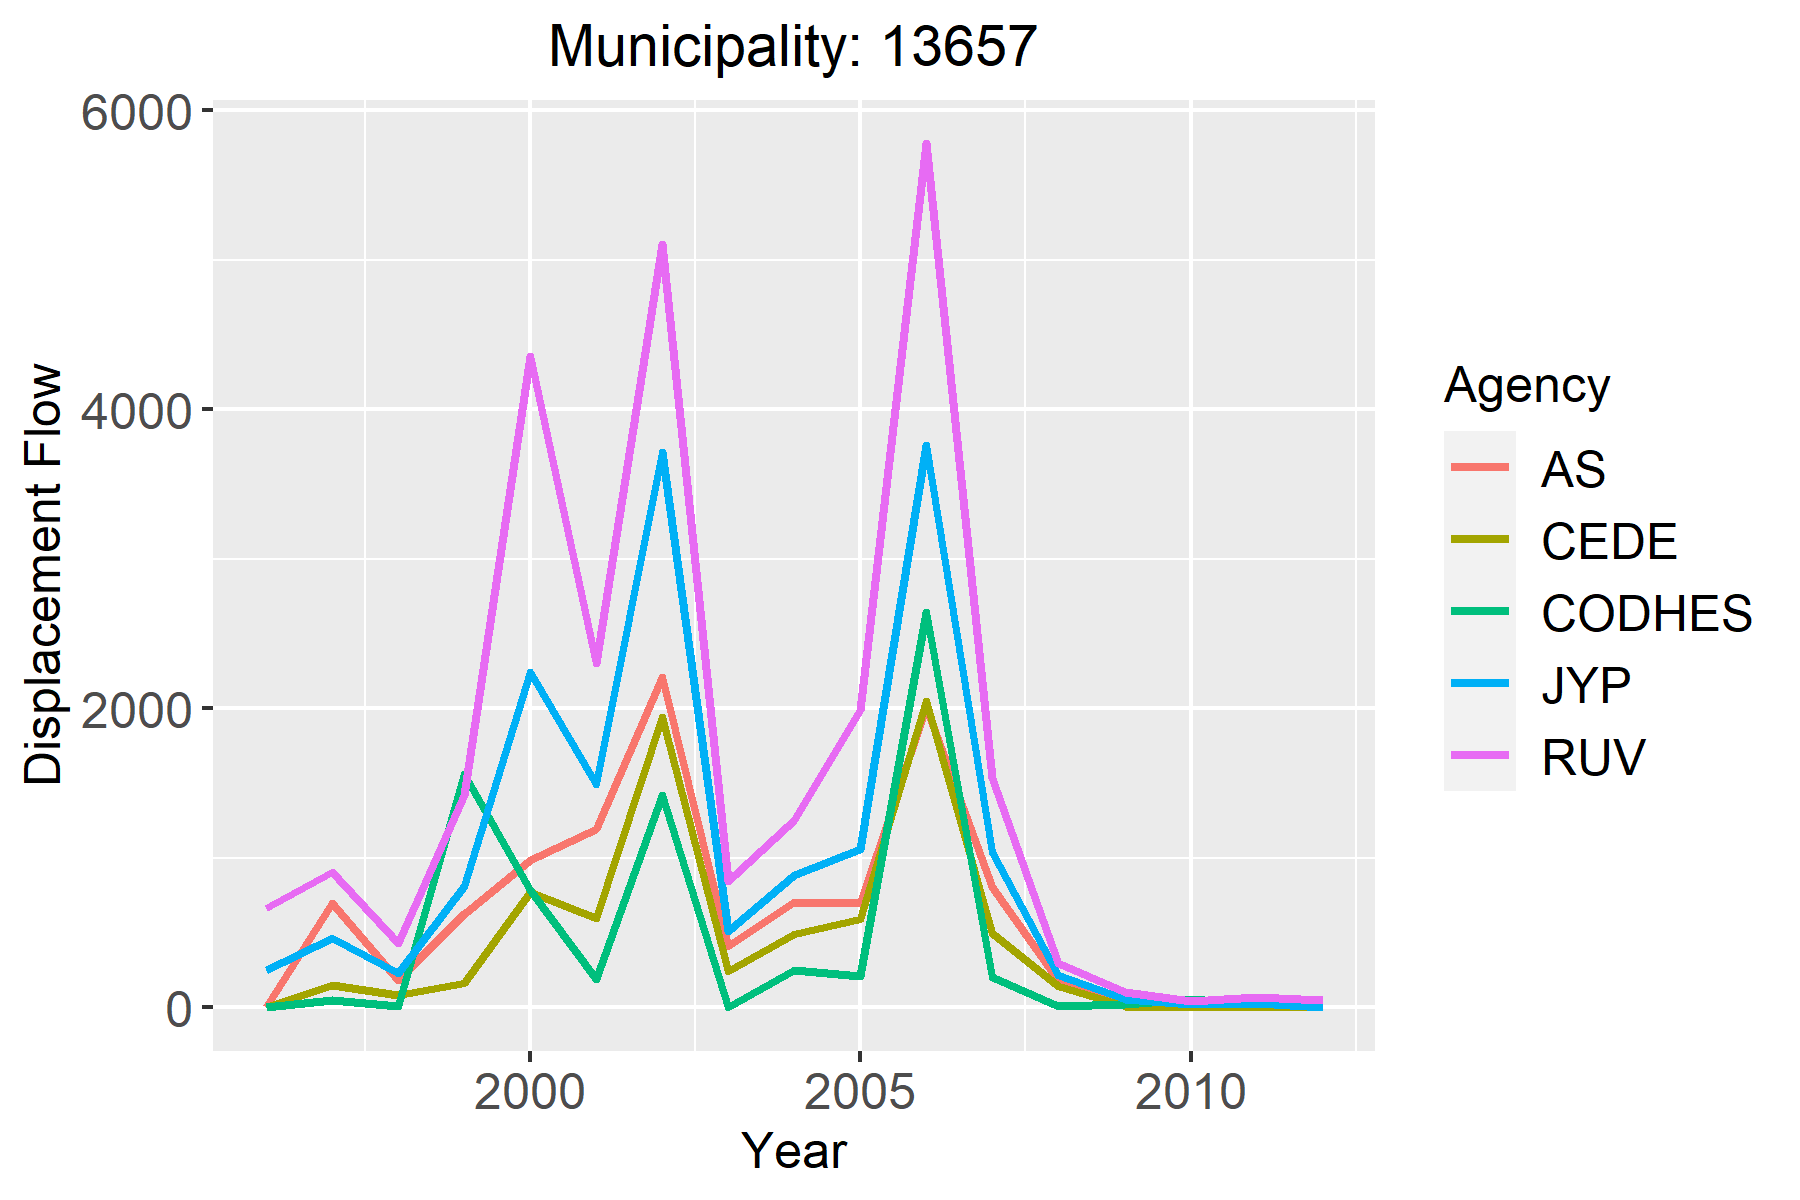 Municipality: 13657
6000
4000
2000
0
Displacement Flow
2000 2005 2010
Year
Agency
AS
CEDE
CODHES
JYP
RUV